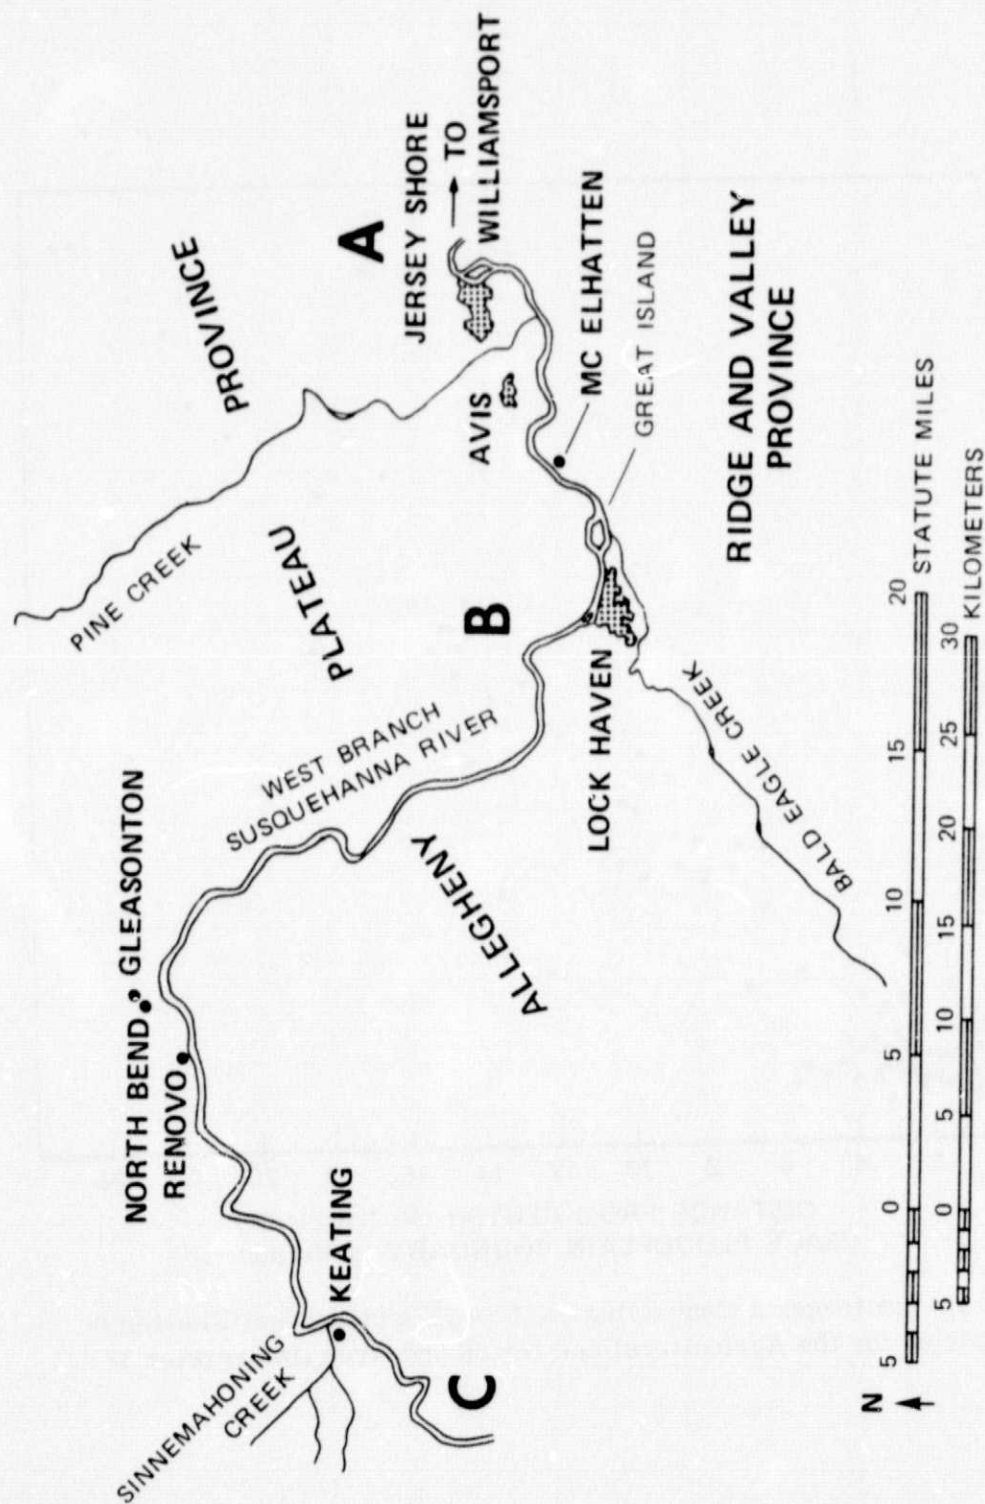 PROVINCE
A
JERSEY SHORE
TO
WILLIAMSPORT
PINE CREEK
PLATEAU
AVIS
MC ELHATTEN
GREAT ISLAND
RIDGE AND VALLEY
PROVINCE
B
WEST BRANCH
SUSQUEHANNA RIVER
LOCK HAVEN
BALD EAGLE CREEK
ALLEGHENY
GLEASONTON
NORTH BEND
RENOVO
KEATING
SINNEMAHONING
CREEK
C
N
5 0 5 10 15 20
STATUTE MILES
5 0 5 10 15 20 25 30
KILOMETERS